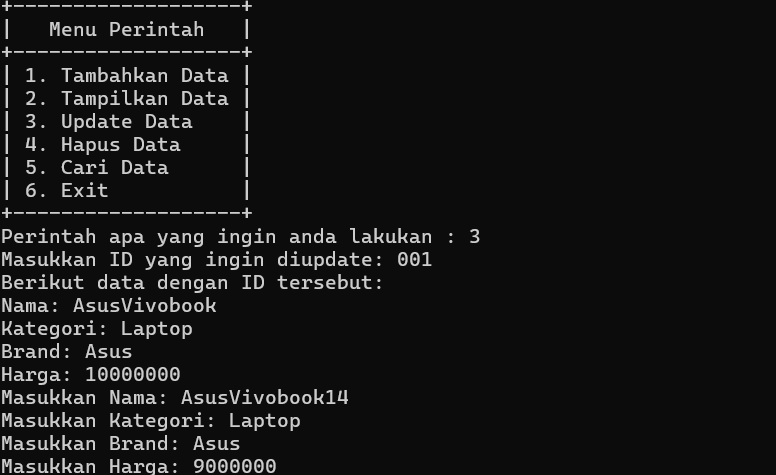 +-------------------+
|   Menu Perintah   |
+-------------------+
| 1. Tambahkan Data |
| 2. Tampilkan Data |
| 3. Update Data    |
| 4. Hapus Data     |
| 5. Cari Data      |
| 6. Exit           |
+-------------------+
Perintah apa yang ingin anda lakukan : 3
Masukkan ID yang ingin diupdate: 001
Berikut data dengan ID tersebut:
Nama: AsusVivobook
Kategori: Laptop
Brand: Asus
Harga: 10000000
Masukkan Nama: AsusVivobook14
Masukkan Kategori: Laptop
Masukkan Brand: Asus
Masukkan Harga: 9000000